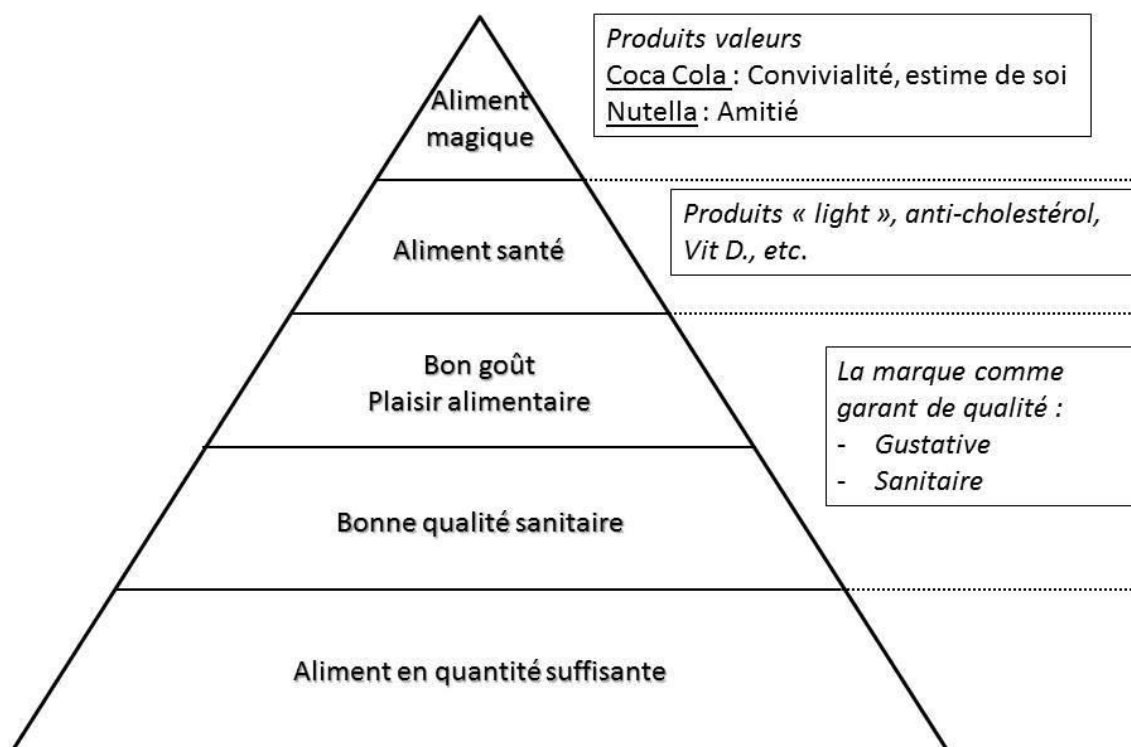 Produits valeurs
Coca Cola : Convivialité, estime de soi
Nutella : Amitié
Aliment
magique
Produits « light », anti-cholestérol,
Vit D., etc.
Aliment santé
La marque comme
garant de qualité :
- Gustative
- Sanitaire
Bon goût
Plaisir alimentaire
Bonne qualité sanitaire
Aliment en quantité suffisante